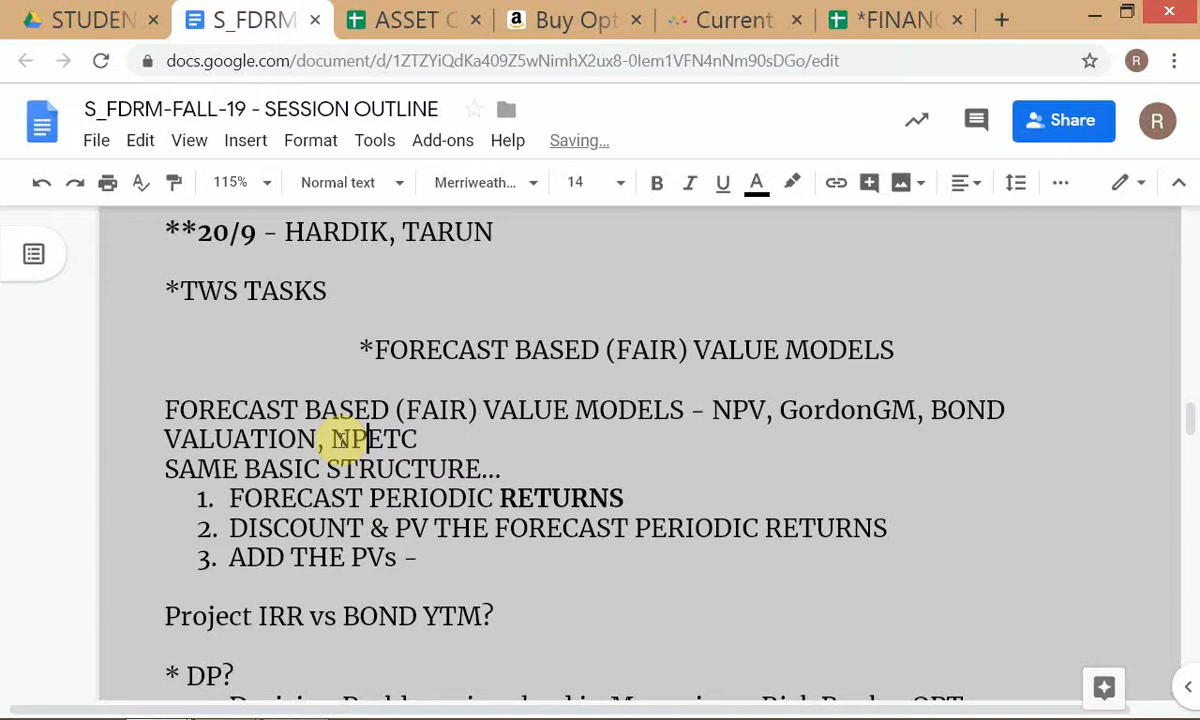 STUDEN
S_FDRM
ASSET C
Buy Opt
Current
*FINANC
docs.google.com/document/d/1ZTZYiQdKa409Z5wNimhX2ux8-0Iem1VFN4nNm90sDGo/edit
R
S_FDRM-FALL-19 - SESSION OUTLINE
File Edit View Insert Format Tools Add-ons Help Saving...
Share
R
115% Normal text Merriweath... 14 B I U A
**20/9 - HARDIK, TARUN
*TWS TASKS
*FORECAST BASED (FAIR) VALUE MODELS
FORECAST BASED (FAIR) VALUE MODELS - NPV, GordonGM, BOND
VALUATION, NPETC
SAME BASIC STRUCTURE...
1. FORECAST PERIODIC RETURNS
2. DISCOUNT & PV THE FORECAST PERIODIC RETURNS
3. ADD THE PVs -
Project IRR vs BOND YTM?
* DP?